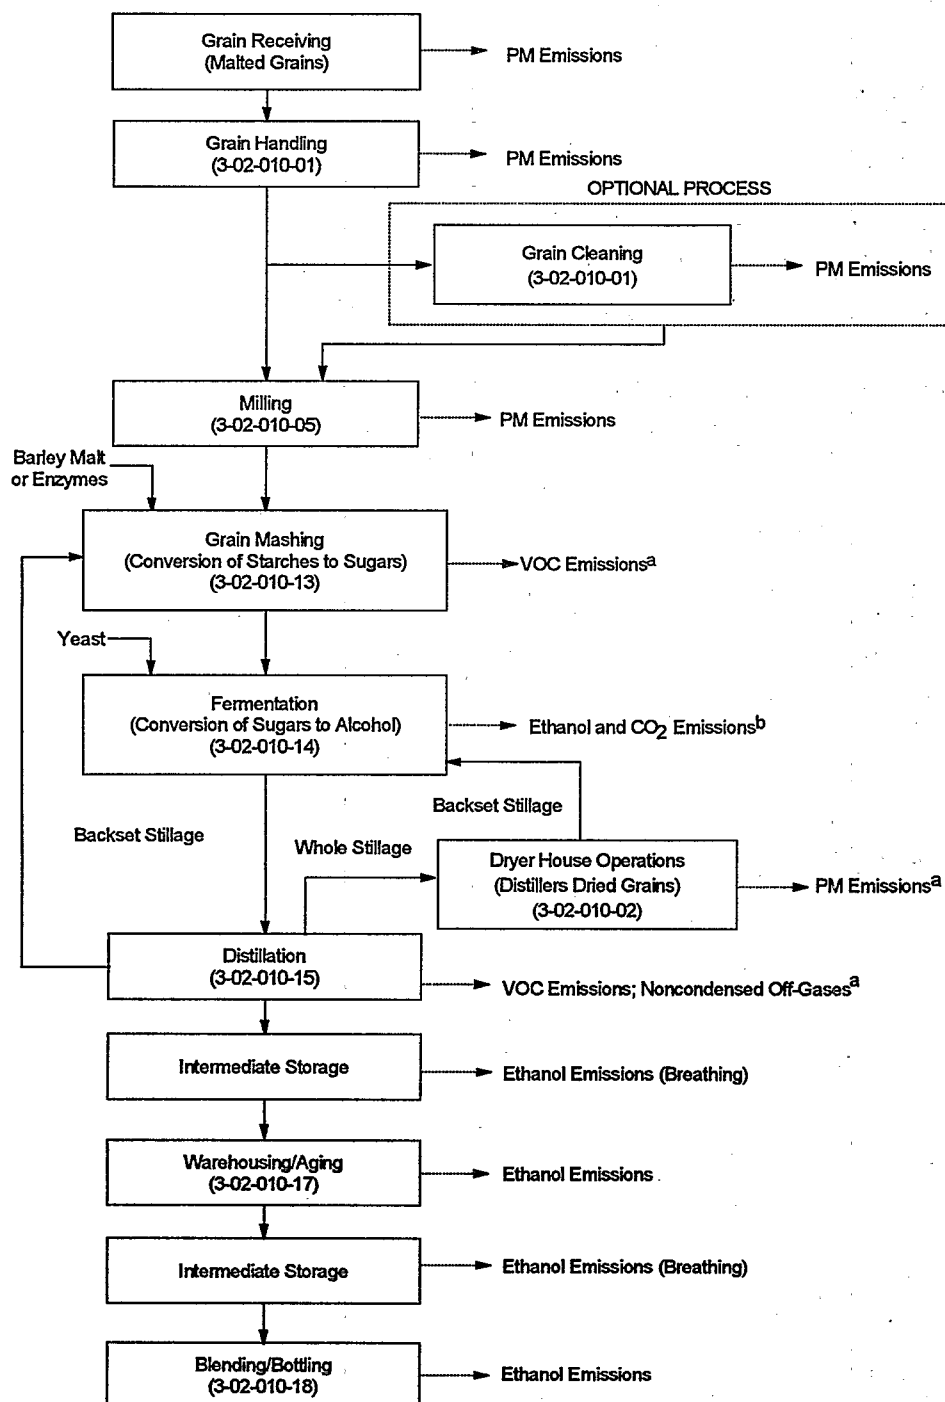 Grain Receiving
(Malted Grains)
PM Emissions
Grain Handling
(3-02-010-01)
PM Emissions
OPTIONAL PROCESS
Grain Cleaning
(3-02-010-01)
PM Emissions
Milling
(3-02-010-05)
PM Emissions
Barley Malt
or Enzymes
Grain Mashing
(Conversion of Starches to Sugars)
(3-02-010-13)
VOC Emissionsᵃ
Yeast
Fermentation
(Conversion of Sugars to Alcohol)
(3-02-010-14)
Ethanol and CO₂ Emissionsᵇ
Backset Stillage
Backset Stillage
Whole Stillage
Dryer House Operations
(Distillers Dried Grains)
(3-02-010-02)
PM Emissionsᵃ
Distillation
(3-02-010-15)
VOC Emissions; Noncondensed Off-Gasesᵃ
Intermediate Storage
Ethanol Emissions (Breathing)
Warehousing/Aging
(3-02-010-17)
Ethanol Emissions
Intermediate Storage
Ethanol Emissions (Breathing)
Blending/Bottling
(3-02-010-18)
Ethanol Emissions